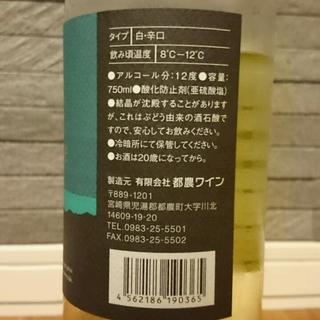 タイプ 白・辛口
飲み頃温度 8℃−12℃
●アルコール分:12度●容量:
750ml●酸化防止剤(亜硫酸塩)
●結晶が沈殿することがあります
が、これはぶどう由来の酒石酸で
すので、安心してお飲みください。
●冷暗所にて保管してください。
●お酒は20歳になってから。
製造元 有限会社 都農ワイン
〒889-1201
宮崎県児湯郡都農町大字川北
14609-19-20
TEL.0983-25-5501
FAX.0983-25-5502
4 562186 190365